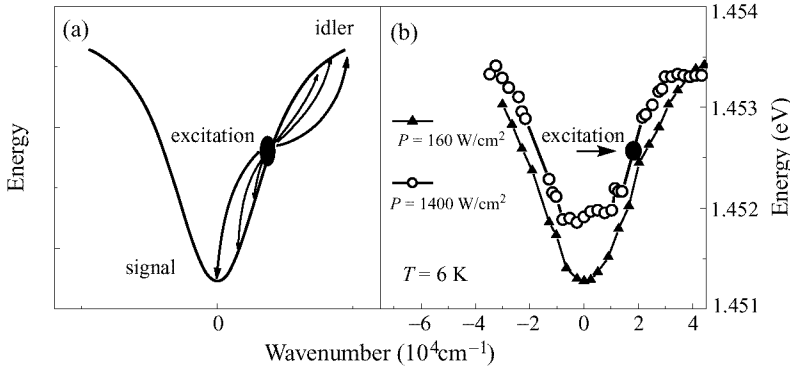 (a)
idler
excitation
signal
Energy
0
(b)
P = 160 W/cm²
P = 1400 W/cm²
excitation
T = 6 K
1.454
1.453
1.452
1.451
Energy (eV)
−6 −4 −2 0 2 4
Wavenumber (10⁴cm⁻¹)